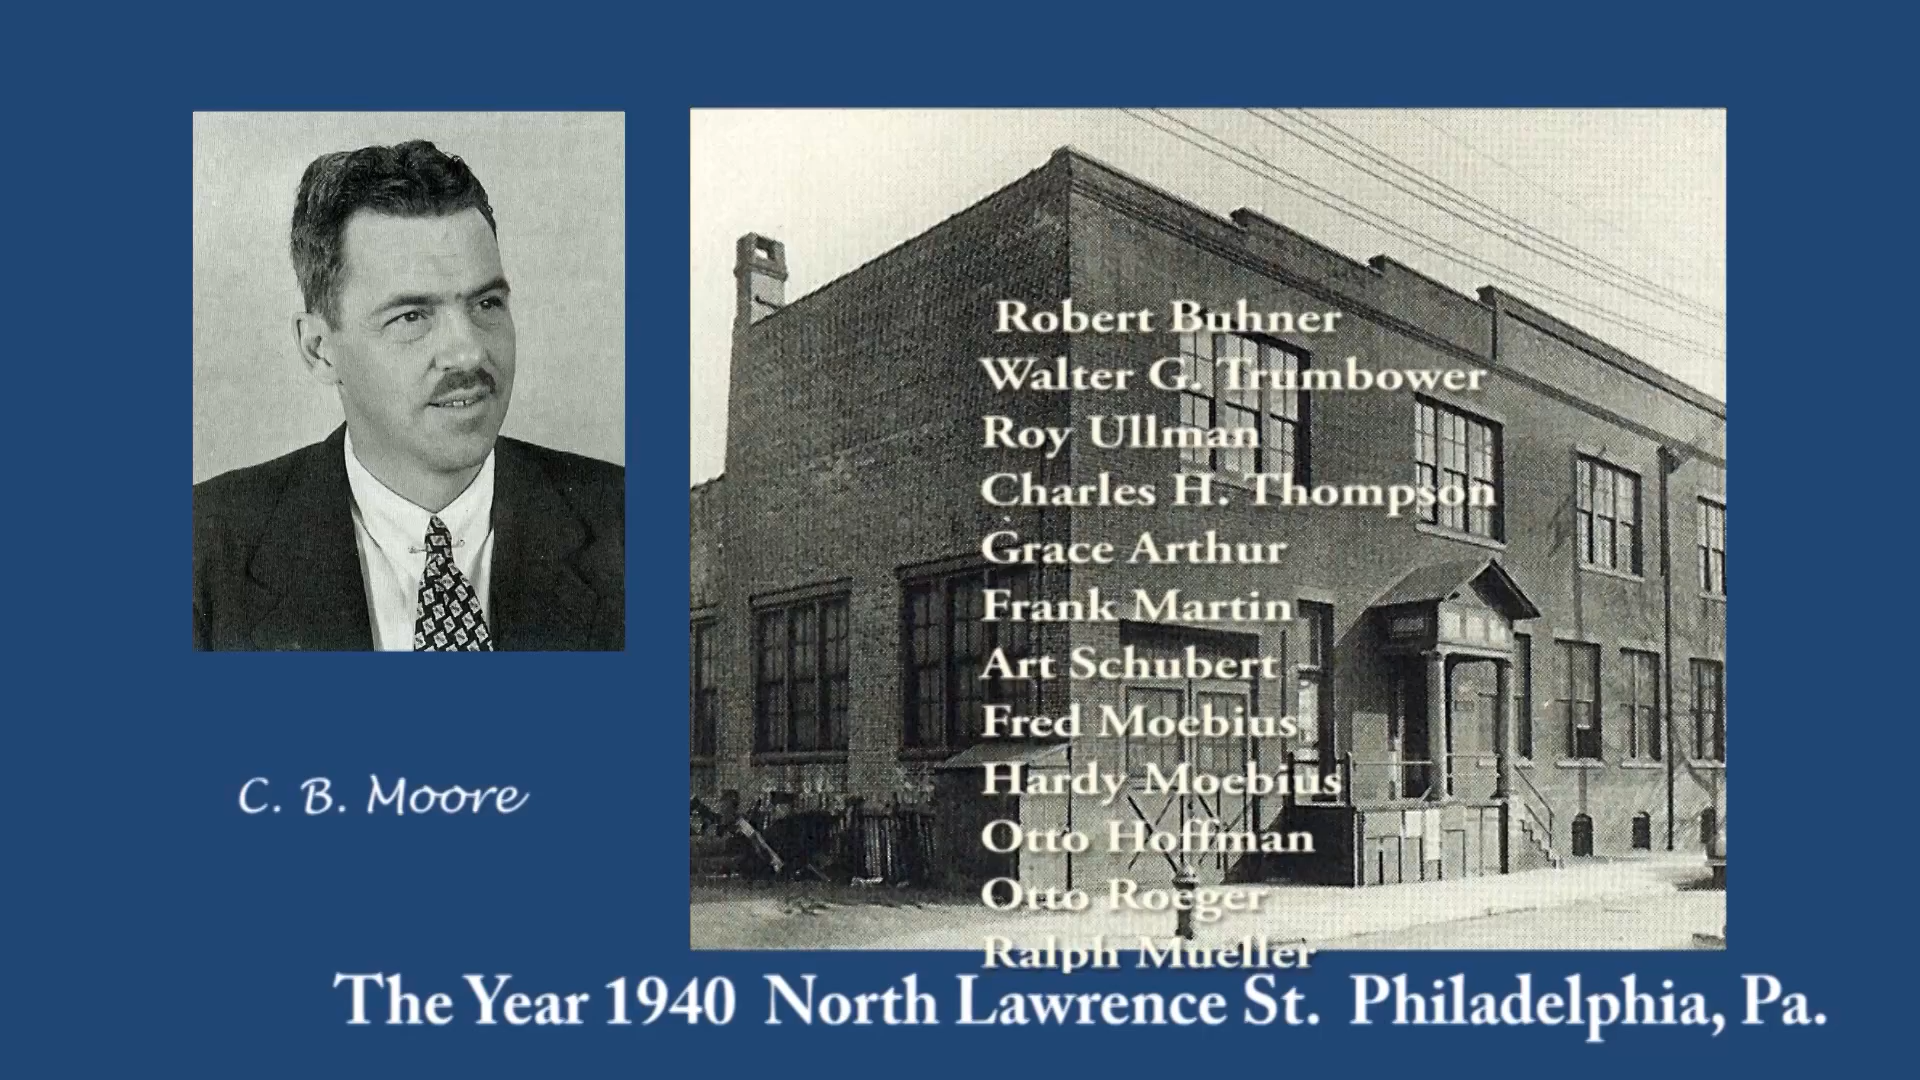 Robert Buhner
Walter G. Trumbower
Roy Ullman
Charles H. Thompson
Grace Arthur
Frank Martin
Art Schubert
Fred Moebius
Hardy Moebius
Otto Hoffman
Otto Roeger
Ralph Mueller
C. B. Moore
The Year 1940 North Lawrence St. Philadelphia, Pa.